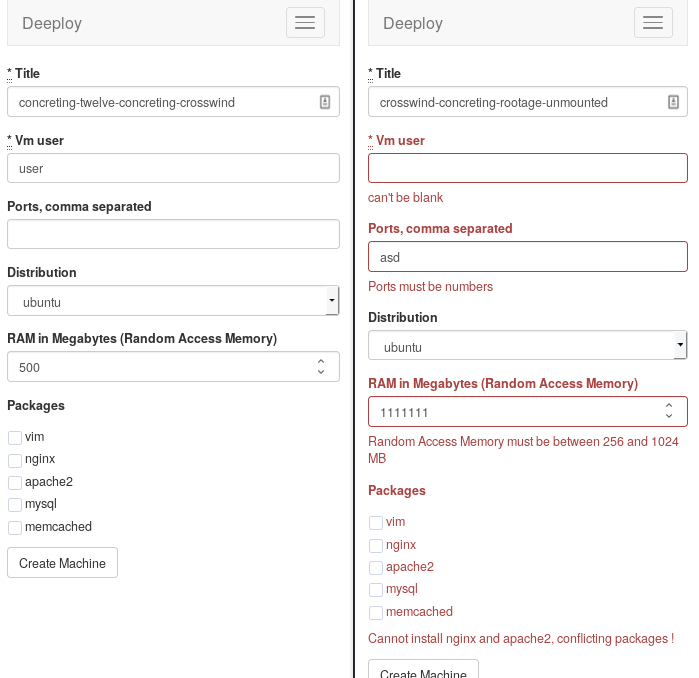 Deeploy
* Title
concreting-twelve-concreting-crosswind
* Vm user
user
Ports, comma separated
Distribution
ubuntu
RAM in Megabytes (Random Access Memory)
500
Packages
vim
nginx
apache2
mysql
memcached
Create Machine
Deeploy
* Title
crosswind-concreting-rootage-unmounted
* Vm user
can't be blank
Ports, comma separated
asd
Ports must be numbers
Distribution
ubuntu
RAM in Megabytes (Random Access Memory)
1111111
Random Access Memory must be between 256 and 1024
MB
Packages
vim
nginx
apache2
mysql
memcached
Cannot install nginx and apache2, conflicting packages !
Create Machine